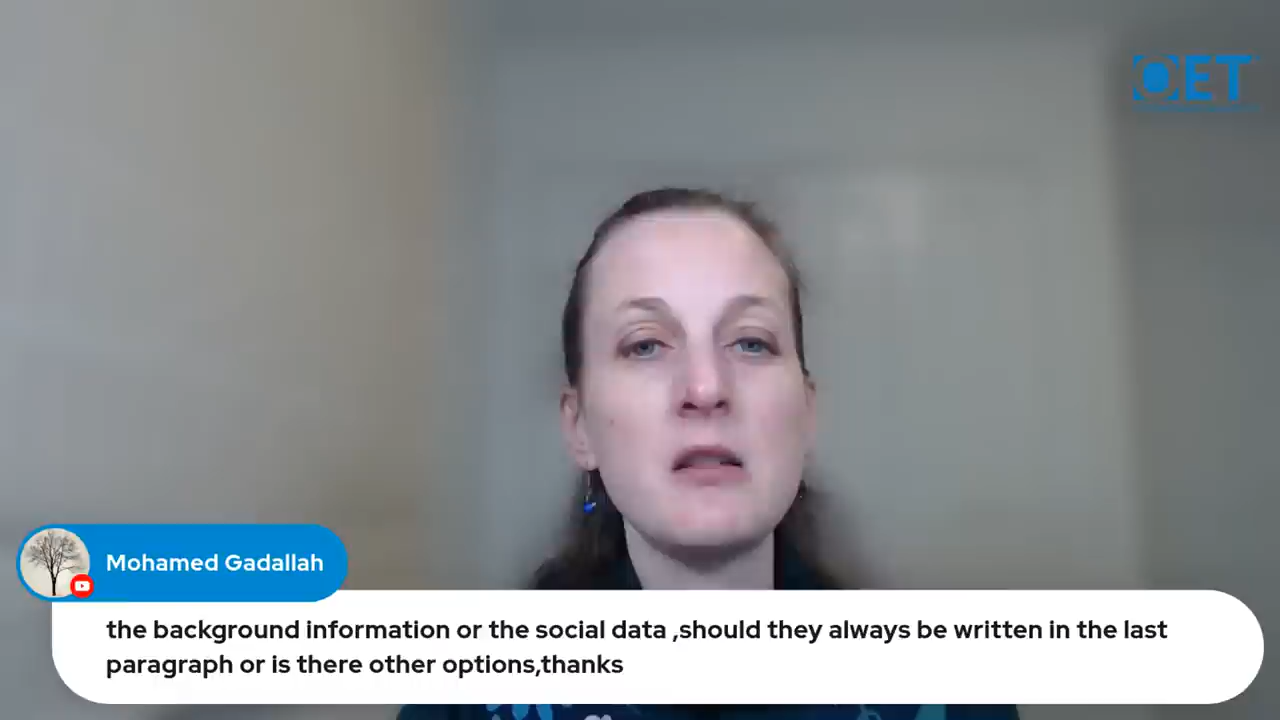 OET
Mohamed Gadallah
the background information or the social data ,should they always be written in the last
paragraph or is there other options,thanks